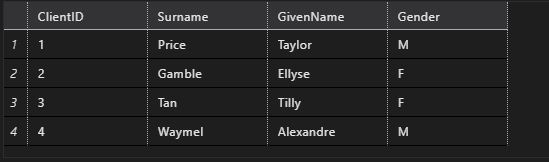 ClientID Surname GivenName Gender
1 1 Price Taylor M
2 2 Gamble Ellyse F
3 3 Tan Tilly F
4 4 Waymel Alexandre M